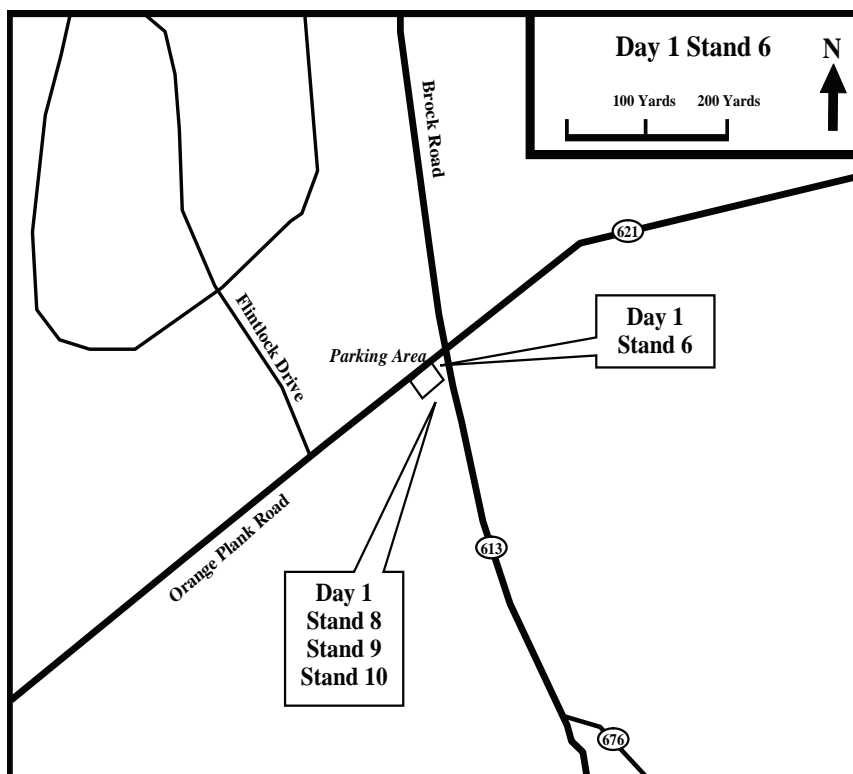 Day 1 Stand 6
N
100 Yards 200 Yards
Brock Road
621
Day 1
Stand 6
Flintlock Drive
Parking Area
Orange Plank Road
613
Day 1
Stand 8
Stand 9
Stand 10
676